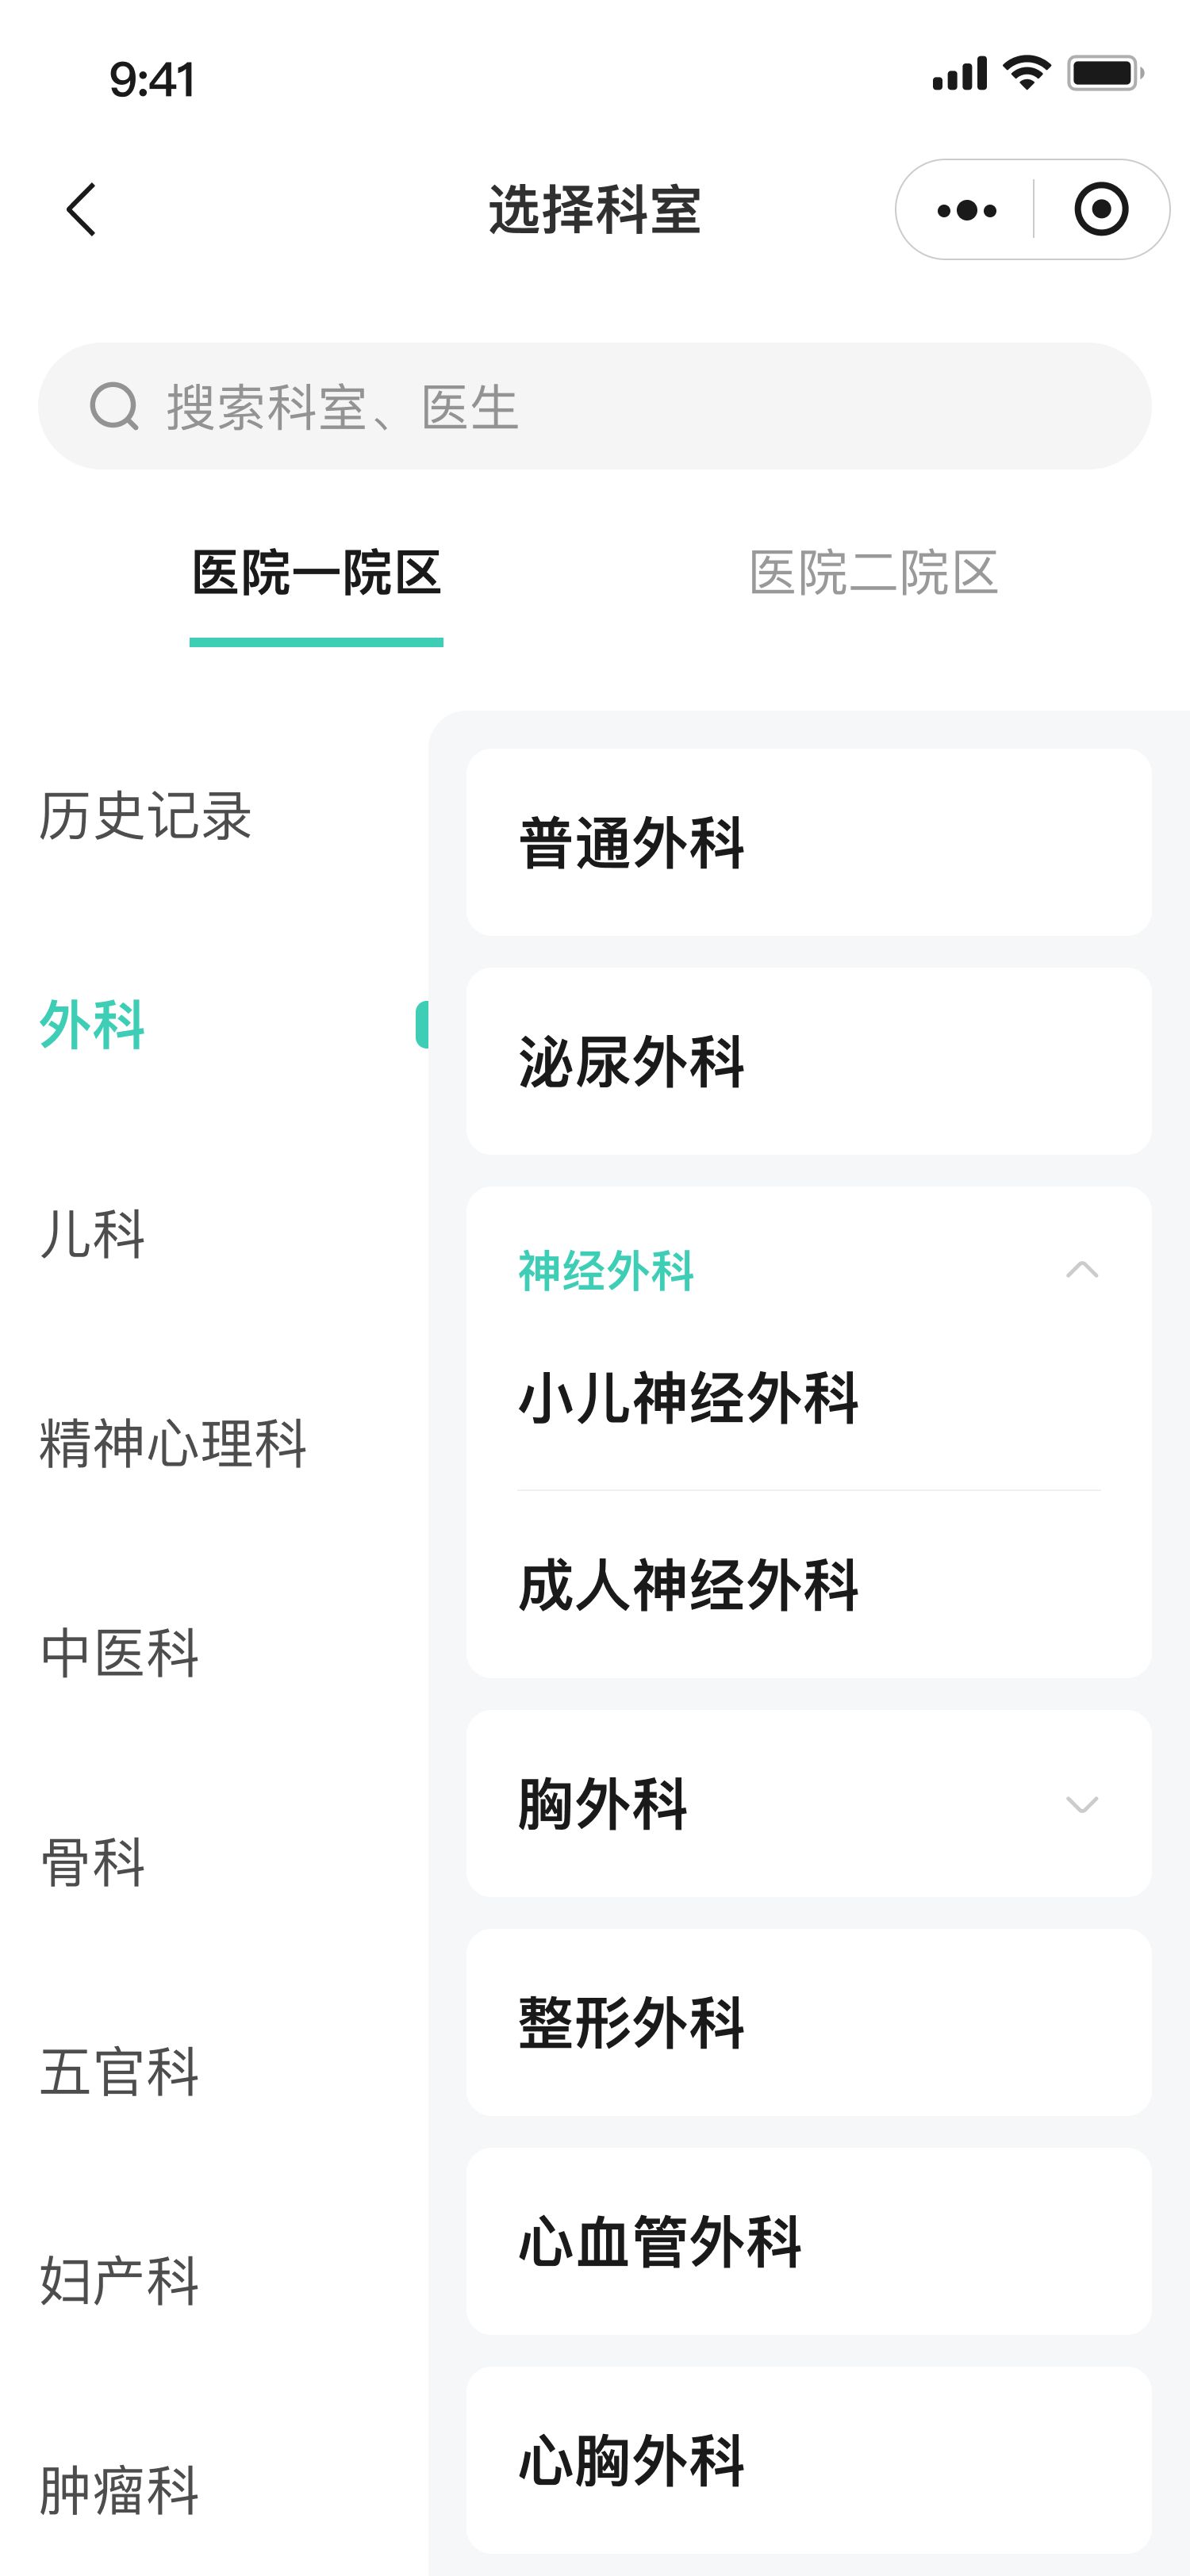 9:41
选择科室
搜索科室、医生
医院一院区
医院二院区
历史记录
外科
儿科
精神心理科
中医科
骨科
五官科
妇产科
肿瘤科
普通外科
泌尿外科
神经外科
小儿神经外科
成人神经外科
胸外科
整形外科
心血管外科
心胸外科